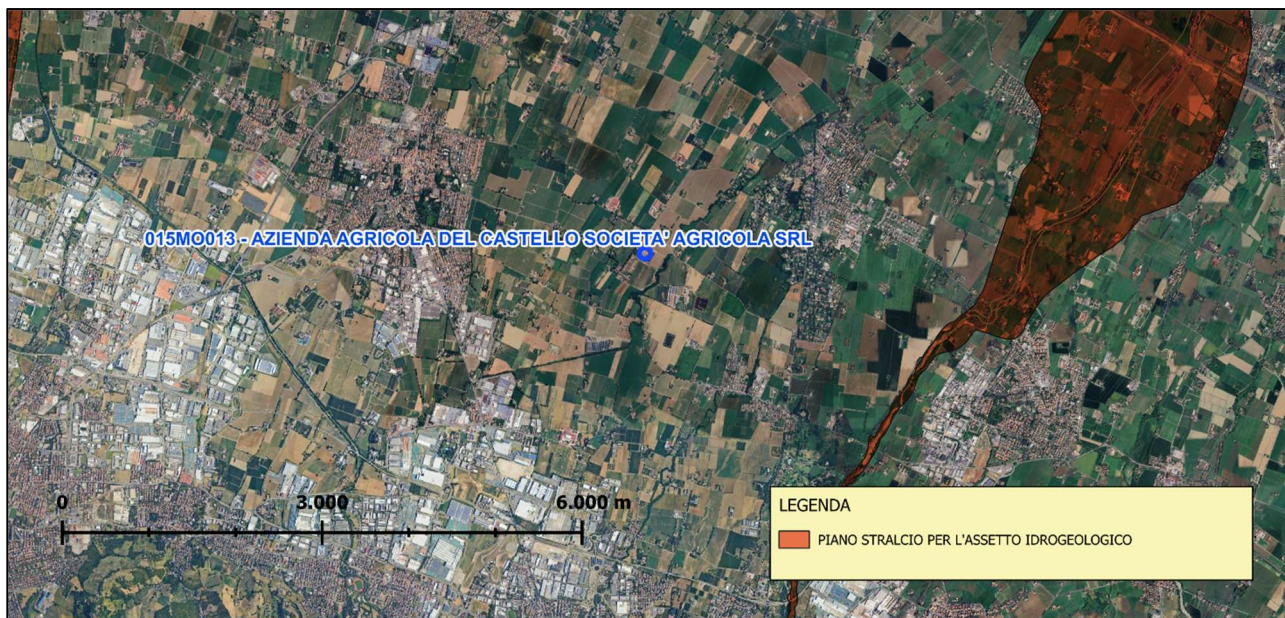 015MO013 - AZIENDA AGRICOLA DEL CASTELLO SOCIETA' AGRICOLA SRL
0 3.000 6.000 m
LEGENDA
PIANO STRALCIO PER L'ASSETTO IDROGEOLOGICO